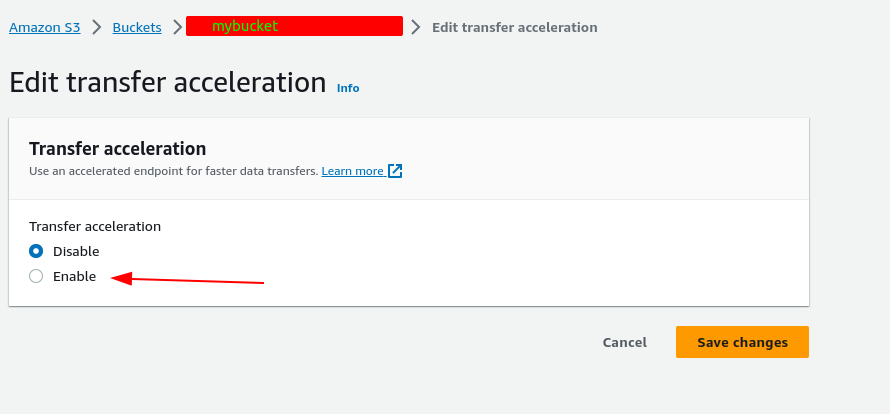 Amazon S3 > Buckets > mybucket > Edit transfer acceleration
Edit transfer acceleration Info
Transfer acceleration
Use an accelerated endpoint for faster data transfers. Learn more
Transfer acceleration
Disable
Enable
Cancel Save changes